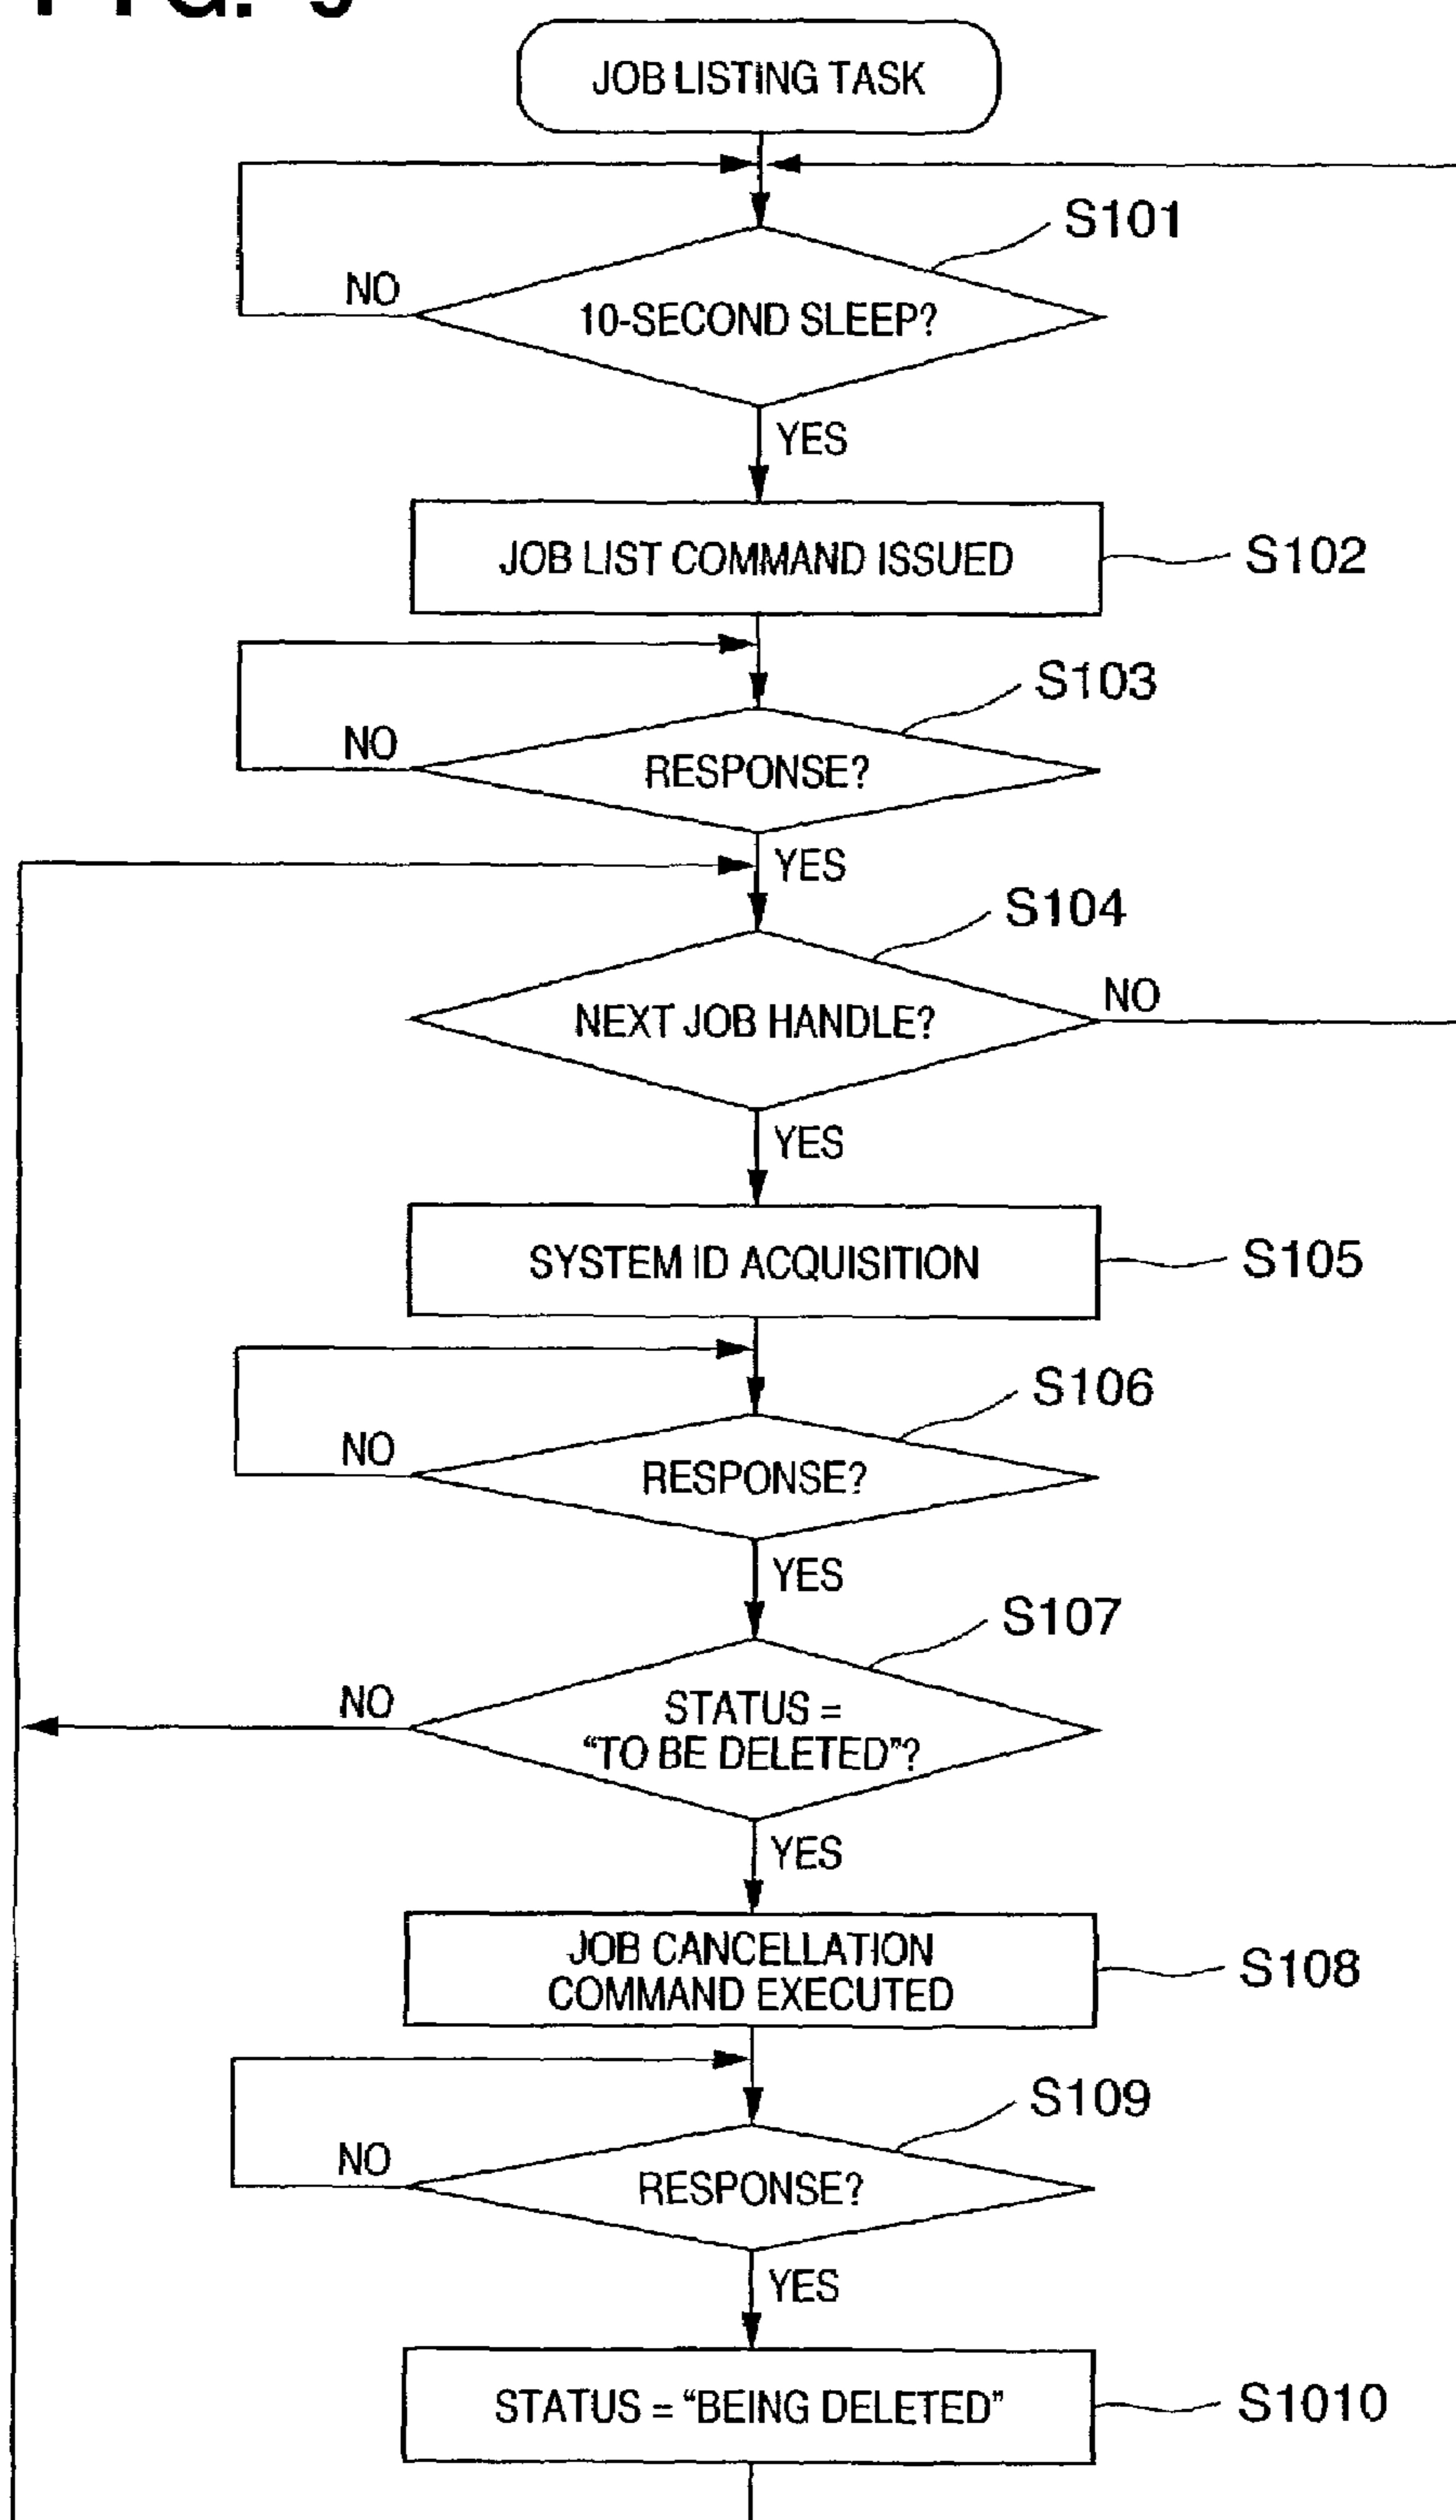 JOB LISTING TASK
S101
NO
10-SECOND SLEEP?
YES
JOB LIST COMMAND ISSUED
S102
S103
NO
RESPONSE?
YES
S104
NO
NEXT JOB HANDLE?
YES
SYSTEM ID ACQUISITION
S105
S106
NO
RESPONSE?
YES
S107
NO
STATUS =
“TO BE DELETED”?
YES
JOB CANCELLATION
COMMAND EXECUTED
S108
S109
NO
RESPONSE?
YES
STATUS = “BEING DELETED”
S1010